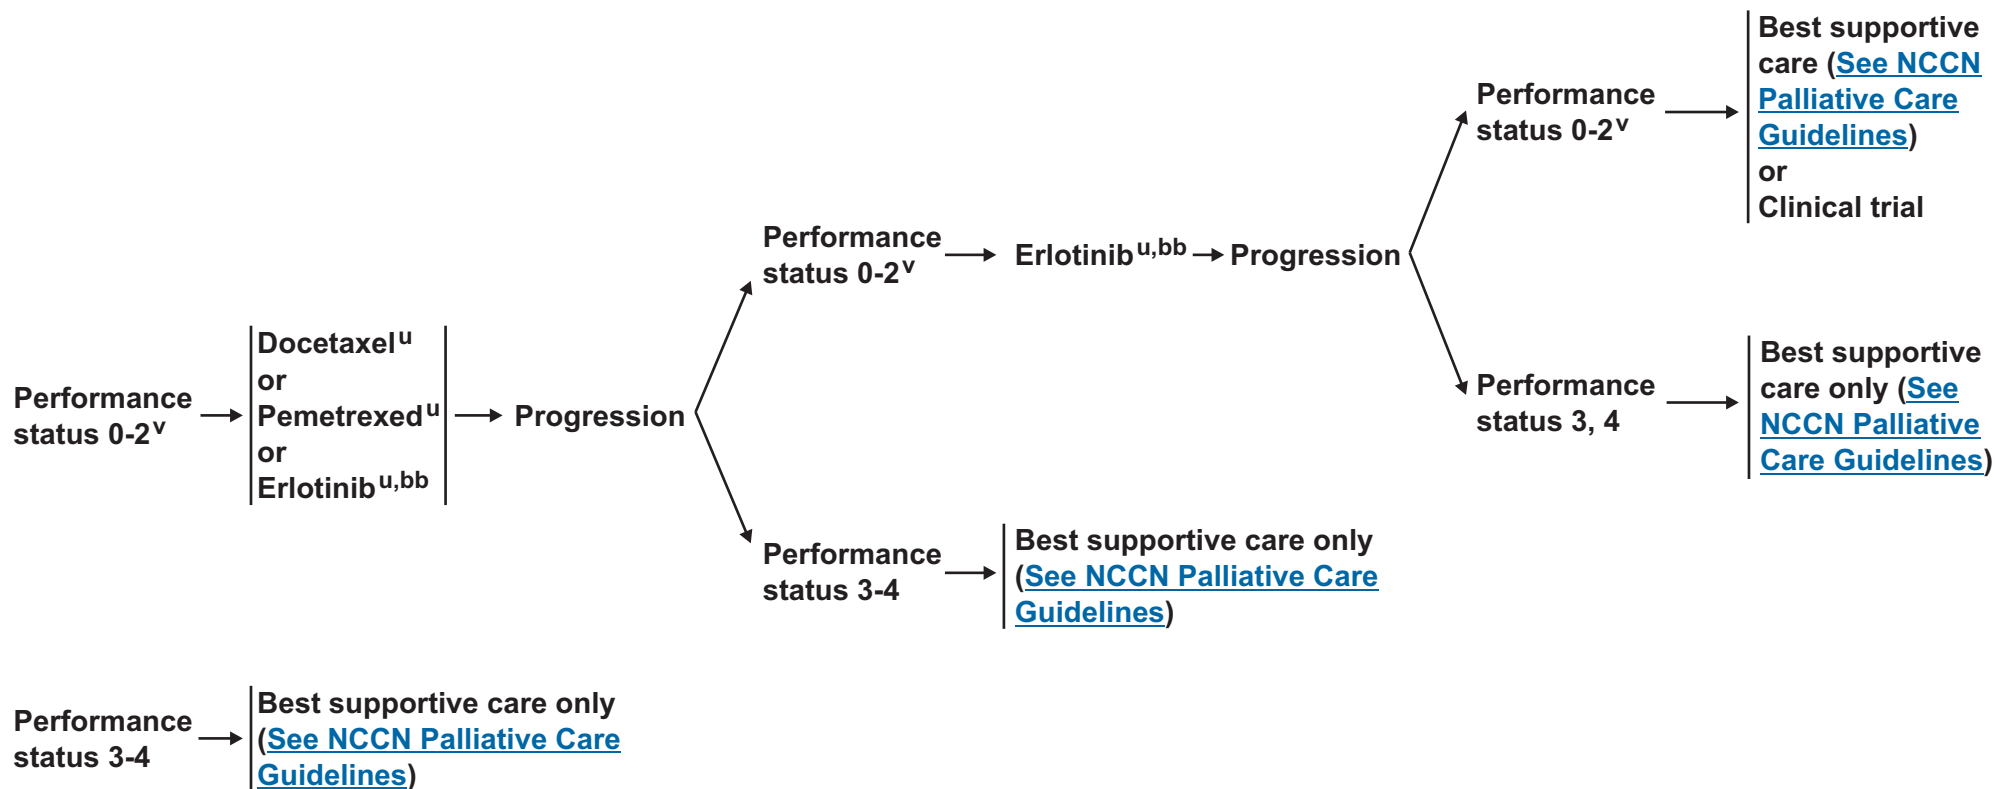 Performance
status 0-2ᵛ
Docetaxelᵘ
or
Pemetrexedᵘ
or
Erlotinibᵘ,ᵇᵇ
Progression
Performance
status 0-2ᵛ
Erlotinibᵘ,ᵇᵇ
Progression
Performance
status 0-2ᵛ
Best supportive
care (See NCCN
Palliative Care
Guidelines)
or
Clinical trial
Performance
status 3, 4
Best supportive
care only (See
NCCN Palliative
Care Guidelines)
Performance
status 3-4
Best supportive care only
(See NCCN Palliative Care
Guidelines)
Performance
status 3-4
Best supportive care only
(See NCCN Palliative Care
Guidelines)